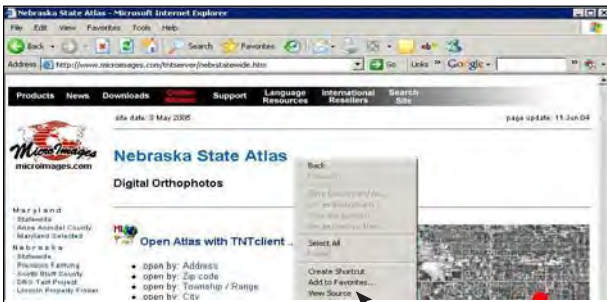 Nebraska State Atlas - Microsoft Internet Explorer
File Edit View Favorites Tools Help
Back Search Favorites
Address http://www.microimages.com/tntserver/nebrstatewide.htm Go Links Google
Products News Downloads Support Language Resources International Resellers Search Site
site date: 3 May 2005 page update: 11 Jan 04
MicroImages
microimages.com
Nebraska State Atlas
Digital Orthophotos
Back
Select All
Create Shortcut
Add to Favorites...
View Source
Maryland
Statewide
Anne Arundel County
Maryland Selected
Nebraska
Statewide
Precision Farming
Scotts Bluff County
Lincoln Property Finder
Open Atlas with TNTclient ...
open by: Address
open by: Zip code
open by: Township / Range
open by: City